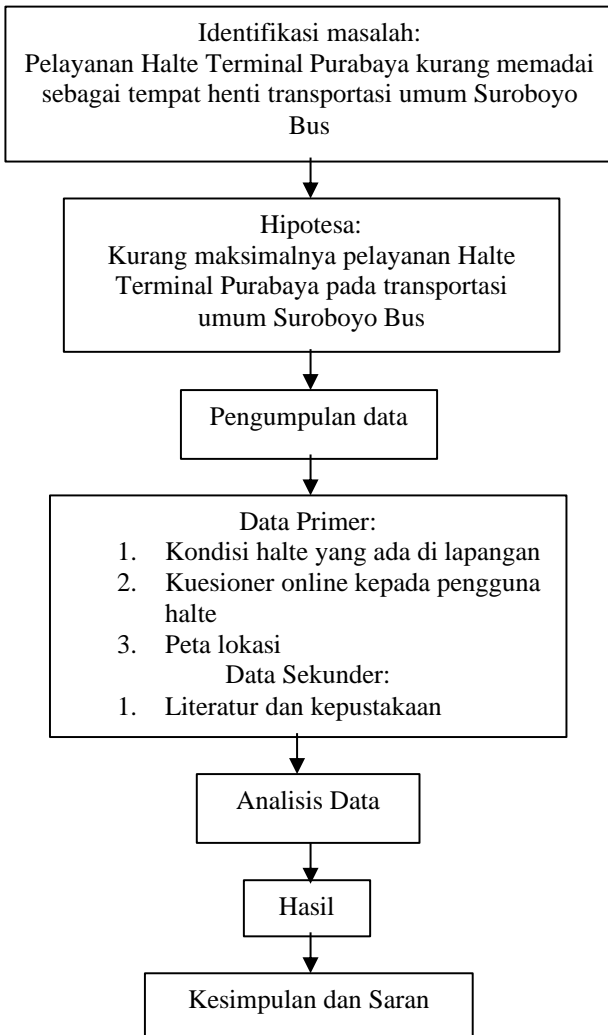 Identifikasi masalah:
Pelayanan Halte Terminal Purabaya kurang memadai
sebagai tempat henti transportasi umum Suroboyo
Bus
Hipotesa:
Kurang maksimalnya pelayanan Halte
Terminal Purabaya pada transportasi
umum Suroboyo Bus
Pengumpulan data
Data Primer:
1. Kondisi halte yang ada di lapangan
2. Kuesioner online kepada pengguna
halte
3. Peta lokasi
Data Sekunder:
1. Literatur dan kepustakaan
Analisis Data
Hasil
Kesimpulan dan Saran